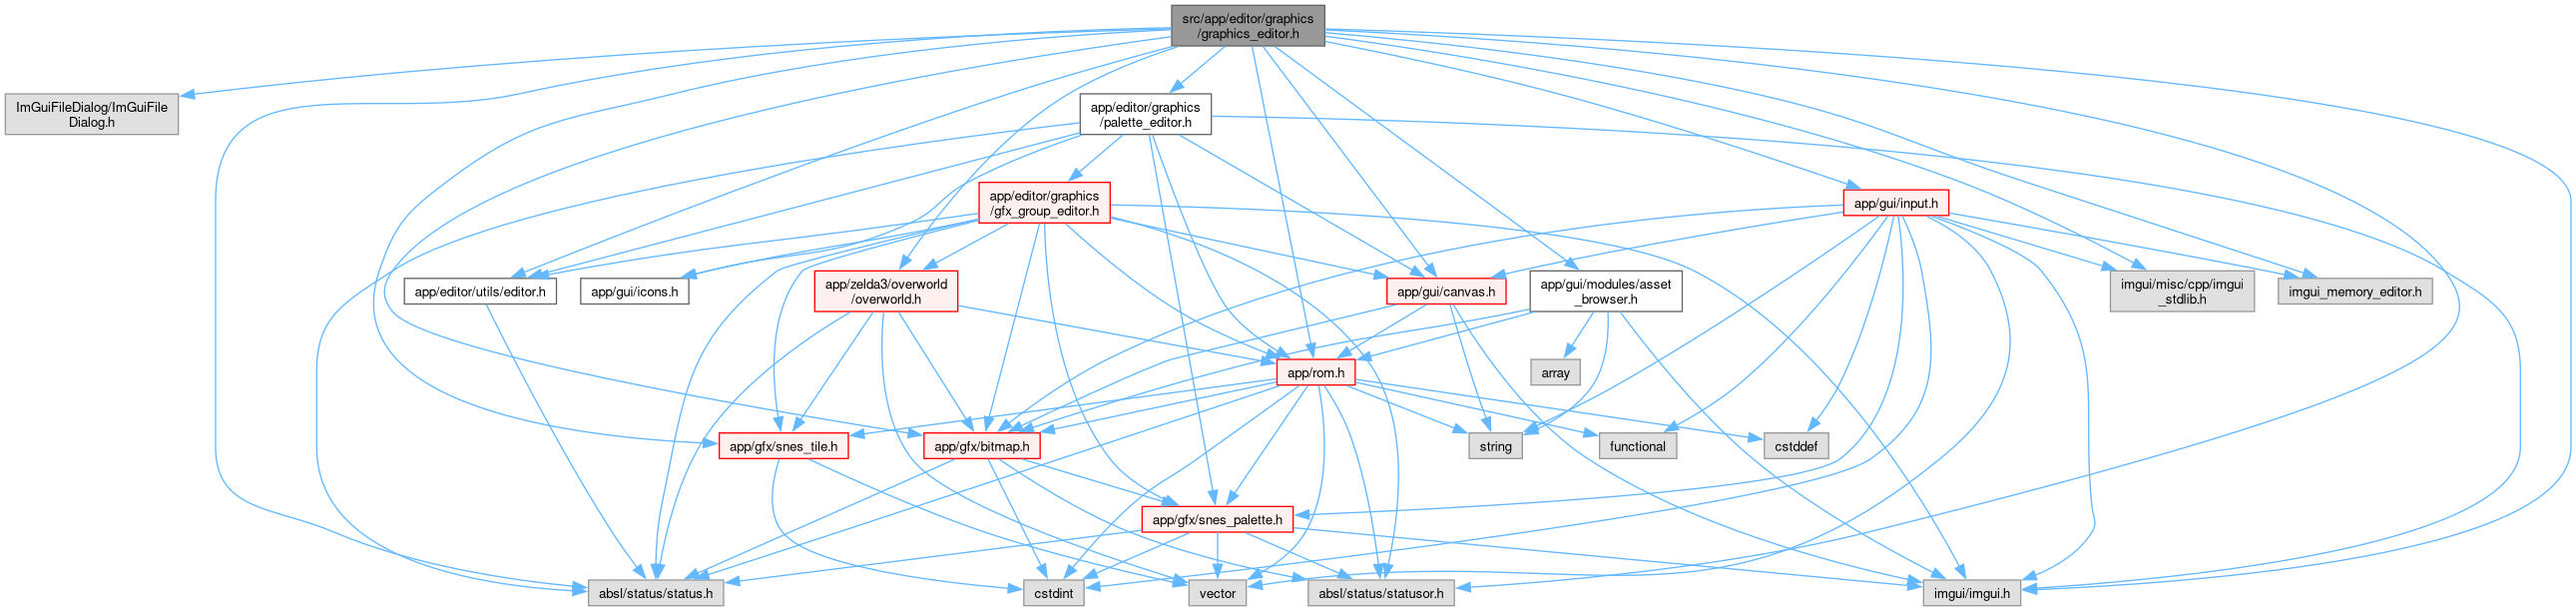 src/app/editor/graphics
/graphics_editor.h
ImGuiFileDialog/ImGuiFile
Dialog.h
app/editor/graphics
/palette_editor.h
app/editor/graphics
/gfx_group_editor.h
app/gui/input.h
app/editor/utils/editor.h
app/gui/icons.h
app/zelda3/overworld
/overworld.h
app/gui/canvas.h
app/gui/modules/asset
_browser.h
imgui/misc/cpp/imgui
_stdlib.h
imgui_memory_editor.h
app/rom.h
array
app/gfx/snes_tile.h
app/gfx/bitmap.h
string
functional
cstddef
app/gfx/snes_palette.h
absl/status/status.h
cstdint
vector
absl/status/statusor.h
imgui/imgui.h